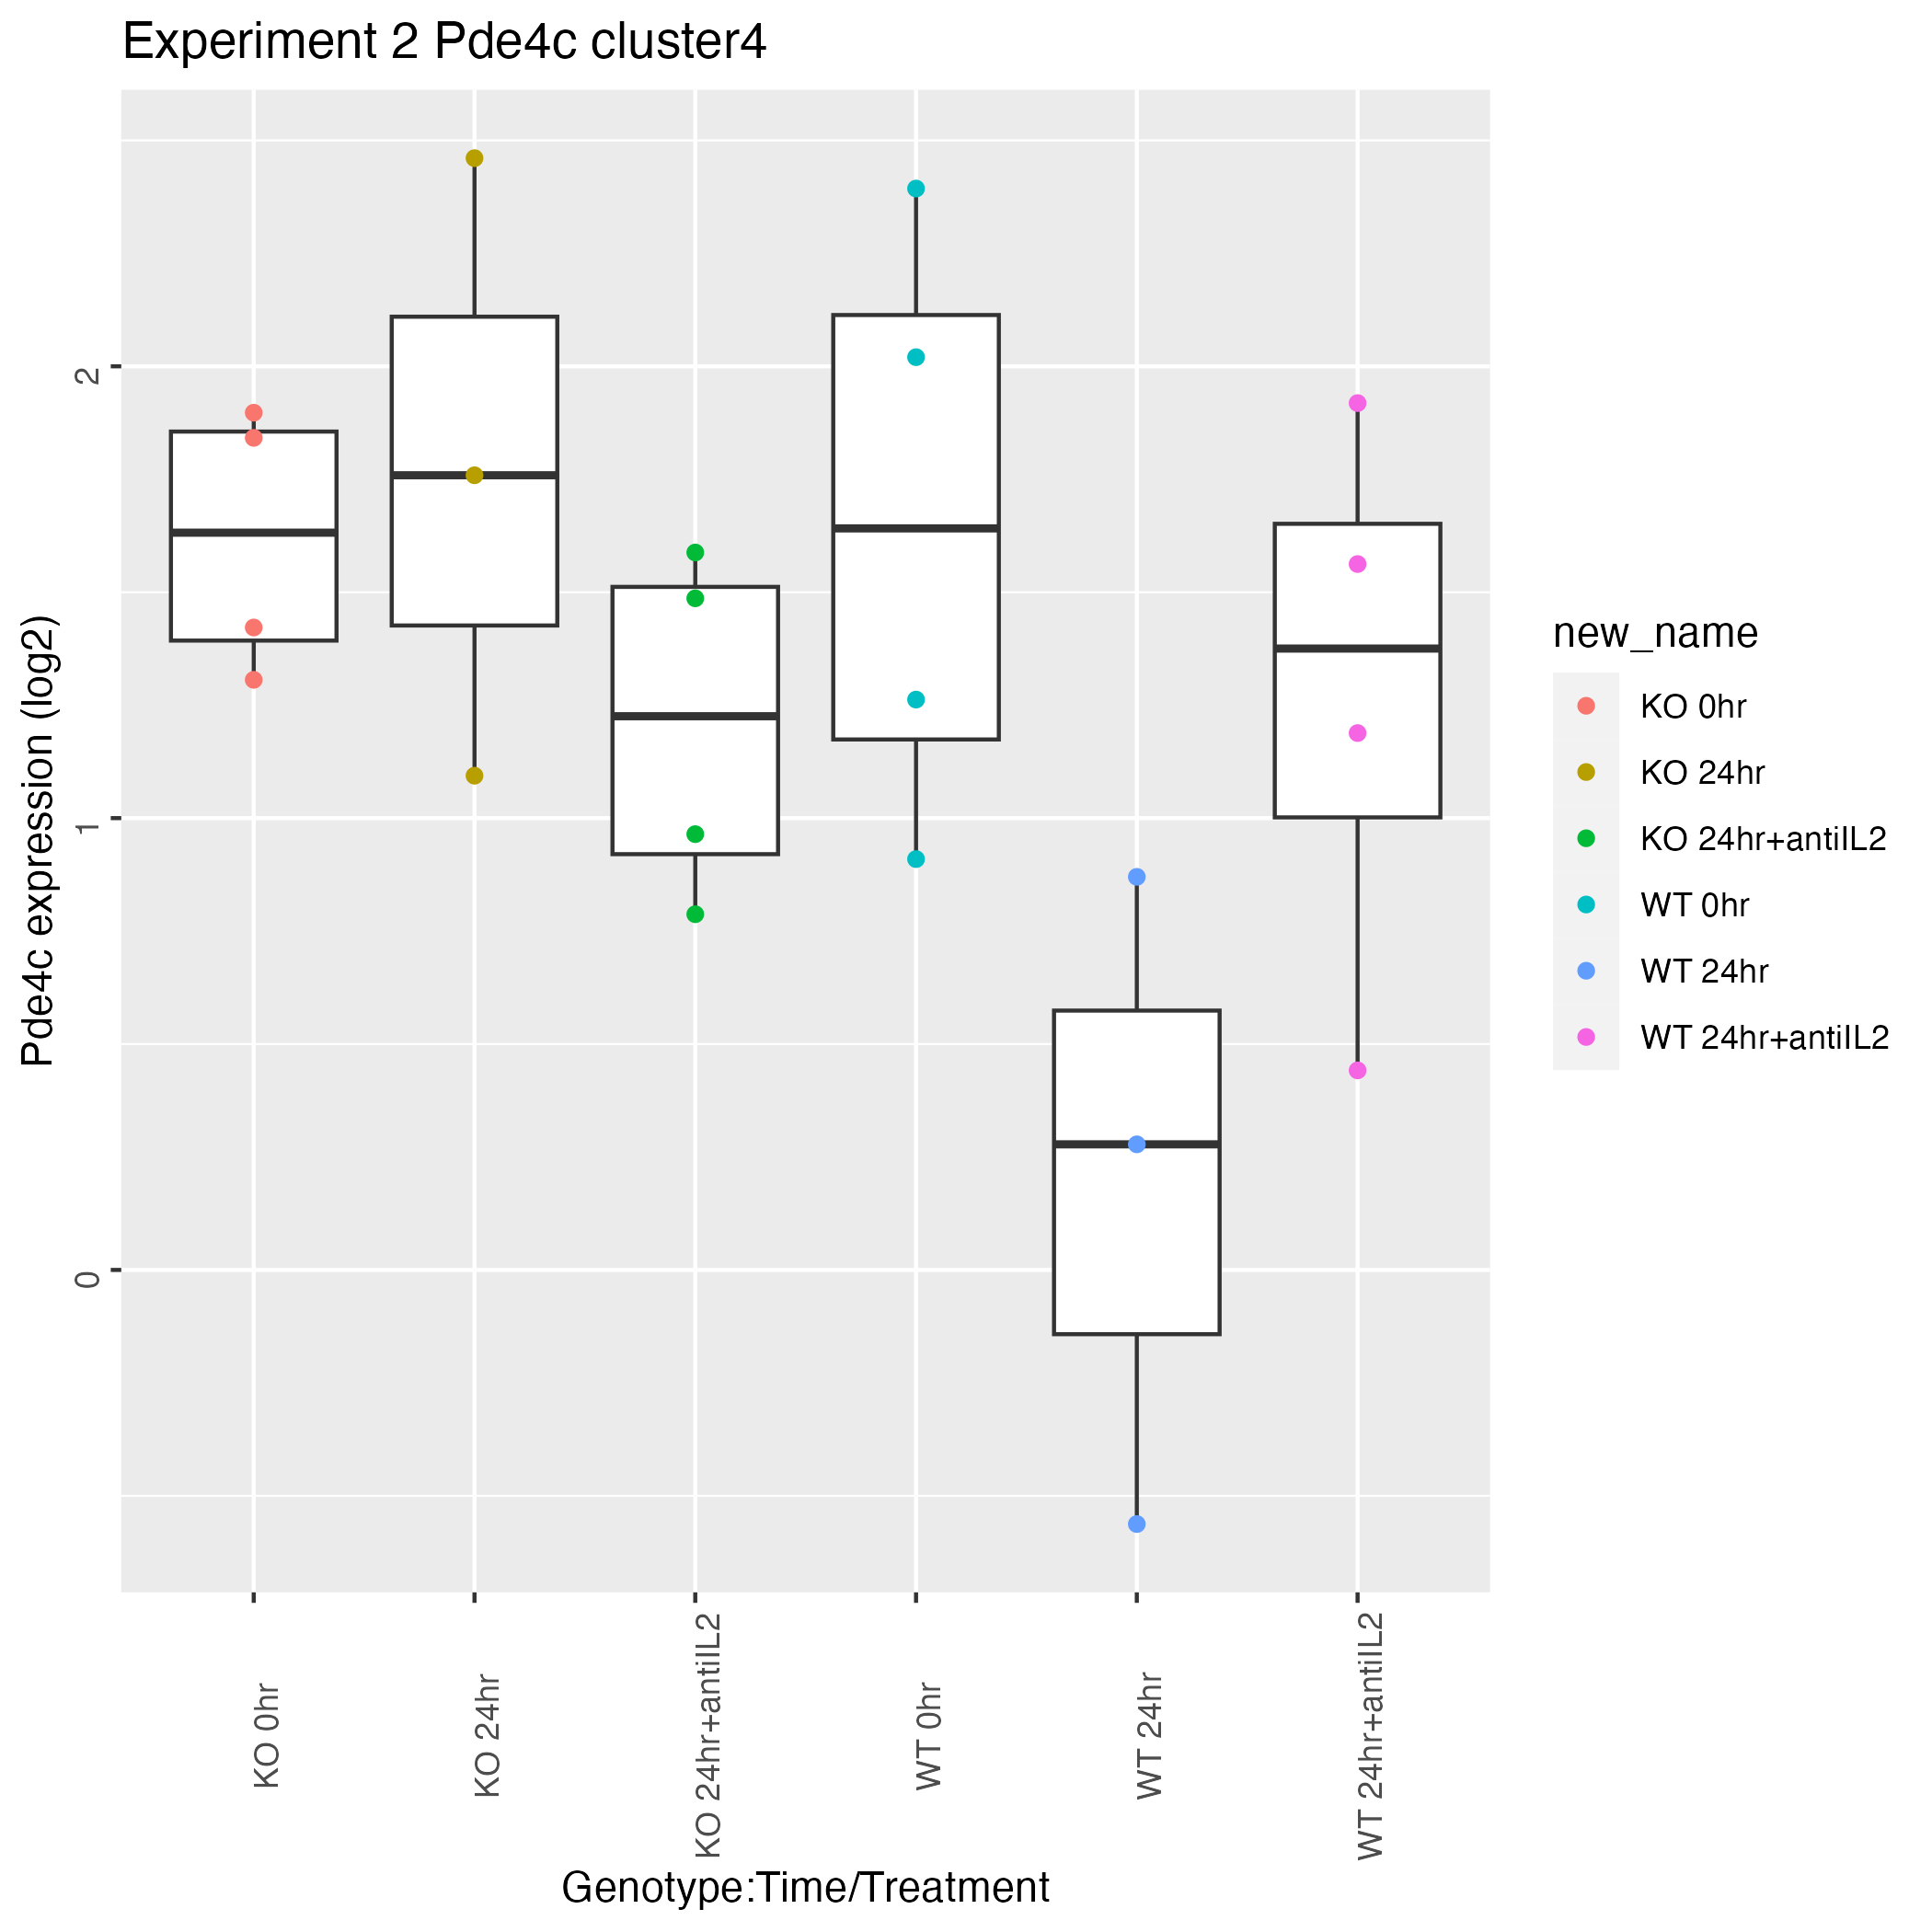 Experiment 2 Pde4c cluster4
Pde4c expression (log2)
2
1
0
KO 0hr
KO 24hr
KO 24hr+antiIL2
WT 0hr
WT 24hr
WT 24hr+antiIL2
Genotype:Time/Treatment
new_name
KO 0hr
KO 24hr
KO 24hr+antiIL2
WT 0hr
WT 24hr
WT 24hr+antiIL2